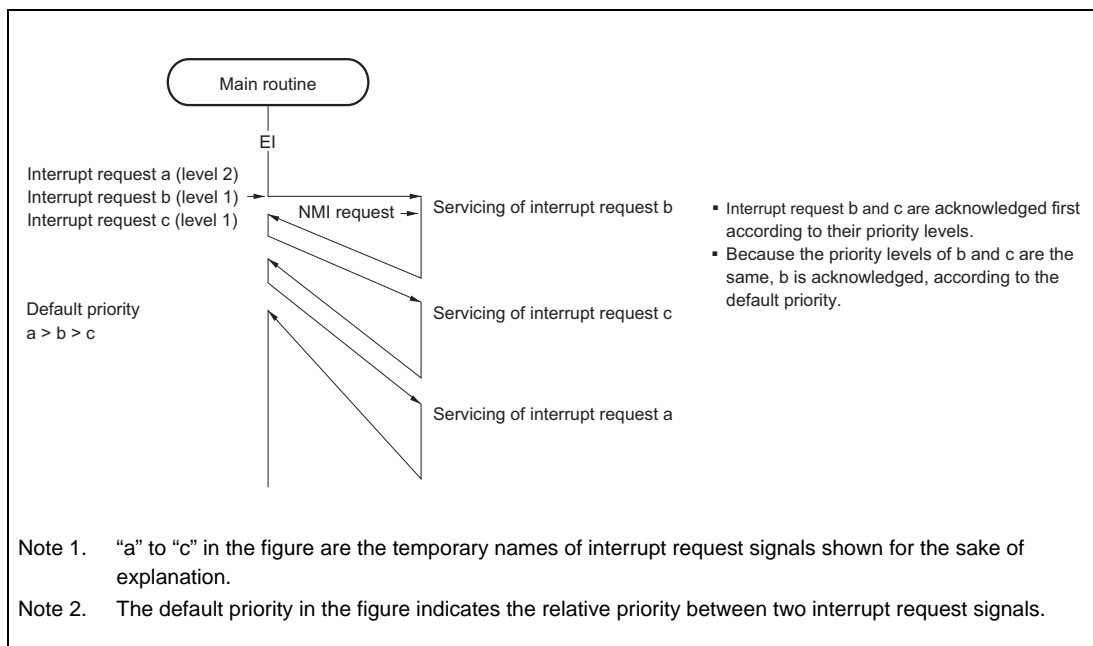 Main routine
EI
Interrupt request a (level 2)
Interrupt request b (level 1)
Interrupt request c (level 1)
NMI request
Servicing of interrupt request b
▪ Interrupt request b and c are acknowledged first
according to their priority levels.
▪ Because the priority levels of b and c are the
same, b is acknowledged, according to the
default priority.
Default priority
a > b > c
Servicing of interrupt request c
Servicing of interrupt request a
Note 1. “a” to “c” in the figure are the temporary names of interrupt request signals shown for the sake of
explanation.
Note 2. The default priority in the figure indicates the relative priority between two interrupt request signals.